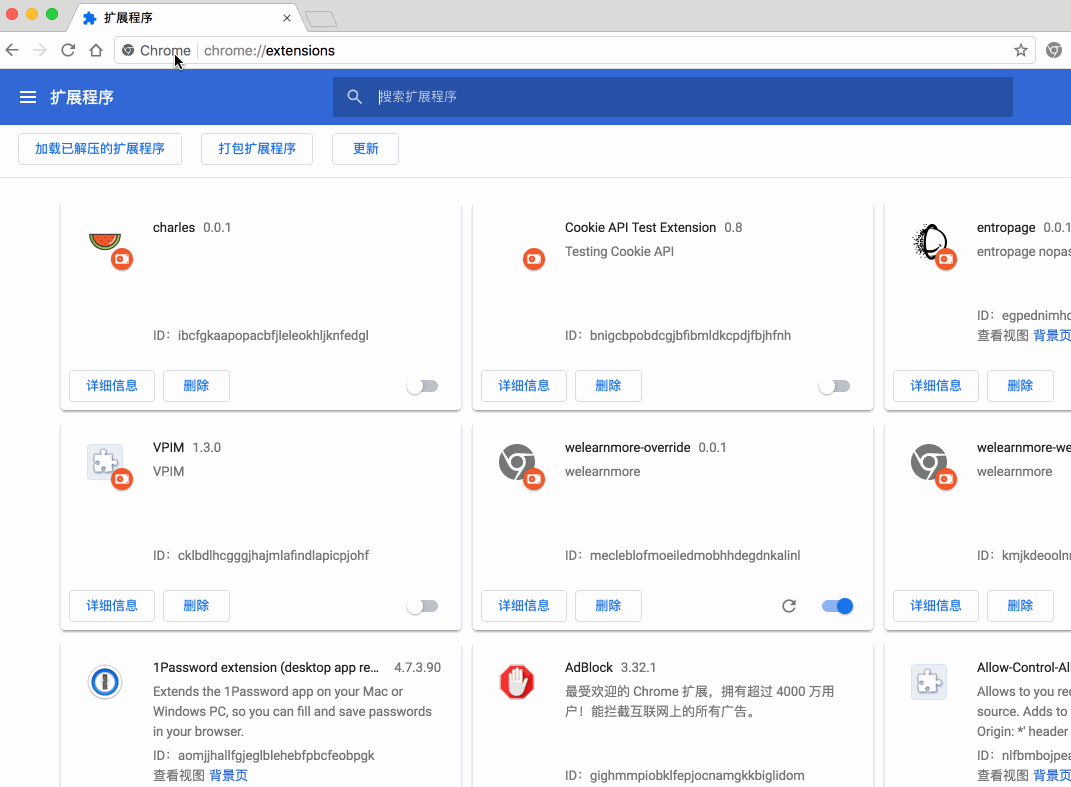 扩展程序
Chrome chrome://extensions
扩展程序
搜索扩展程序
加载已解压的扩展程序 打包扩展程序 更新
charles 0.0.1
ID：ibcfgkaapopacbfjleleokhljknfedgl
详细信息 删除
Cookie API Test Extension 0.8
Testing Cookie API
ID：bnigcbpobdcgjbfibmldkcpdjfbjhfnh
详细信息 删除
entropage 0.0.1
entropage nopas
ID：egpednimhc
查看视图 背景页
详细信息 删除
VPIM 1.3.0
VPIM
ID：cklbdlhcgggjhajmlafindlapicpjohf
详细信息 删除
welearnmore-override 0.0.1
welearnmore
ID：mecleblofmoeiledmobhhdegdnkalinl
详细信息 删除
welearnmore-we
welearnmore
ID：kmjkdeoolnr
详细信息 删除
1Password extension (desktop app re... 4.7.3.90
Extends the 1Password app on your Mac or
Windows PC, so you can fill and save passwords
in your browser.
ID：aomjjhallfgjeglblehebfpbcfeobpgk
查看视图 背景页
AdBlock 3.32.1
最受欢迎的 Chrome 扩展，拥有超过 4000 万用
户！能拦截互联网上的所有广告。
ID：gighmmpiobklfepjocnamgkkbiglidom
Allow-Control-All
Allows to you rec
source. Adds to
Origin: *' header
ID：nlfbmbojpea
查看视图 背景页